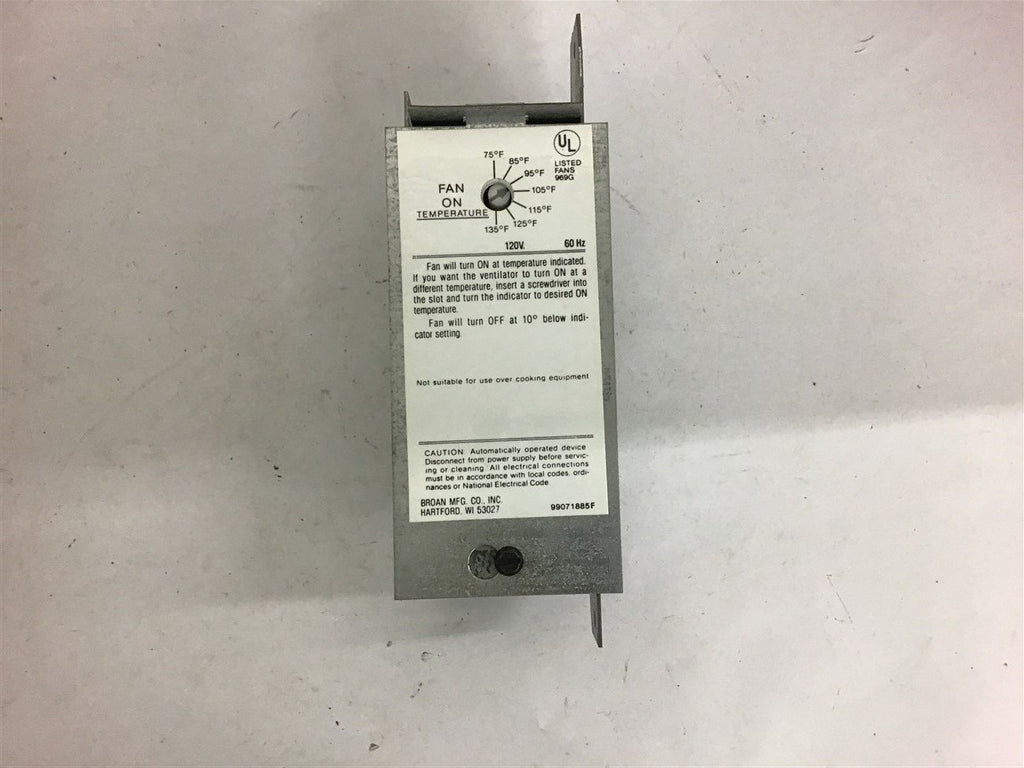 UL
LISTED
FANS
969G
75°F
85°F
95°F
105°F
115°F
125°F
135°F
FAN
ON
TEMPERATURE
120V. 60 Hz
Fan will turn ON at temperature indicated.
If you want the ventilator to turn ON at a
different temperature, insert a screwdriver into
the slot and turn the indicator to desired ON
temperature.
Fan will turn OFF at 10° below indi-
cator setting.
Not suitable for use over cooking equipment
CAUTION: Automatically operated device.
Disconnect from power supply before servic-
ing or cleaning. All electrical connections
must be in accordance with local codes, ordi-
nances or National Electrical Code.
BROAN MFG. CO., INC.
HARTFORD, WI 53027 99071885F